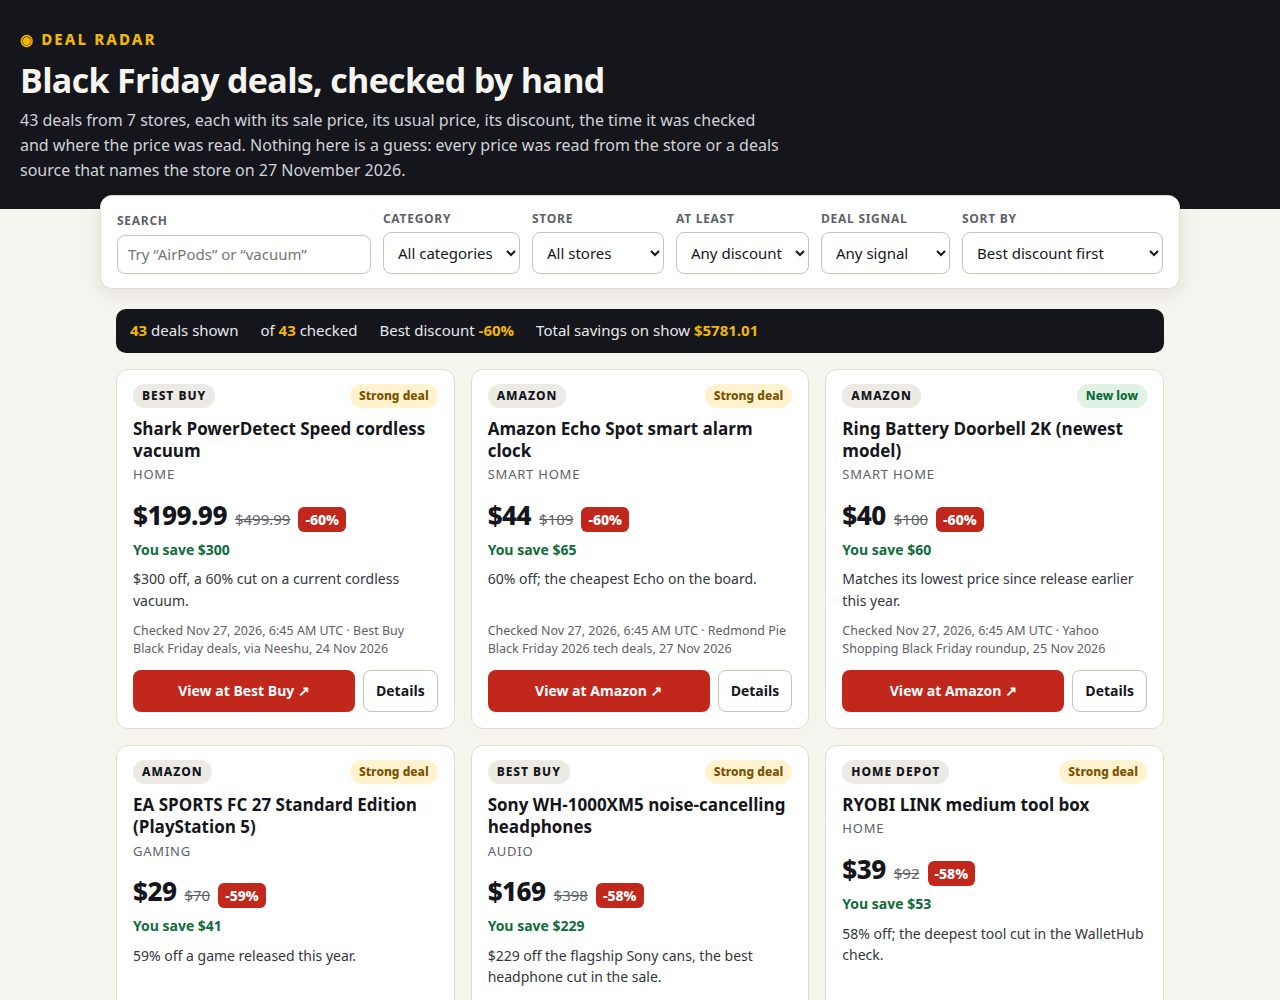 ◉ DEAL RADAR
Black Friday deals, checked by hand
43 deals from 7 stores, each with its sale price, its usual price, its discount, the time it was checked
and where the price was read. Nothing here is a guess: every price was read from the store or a deals
source that names the store on 27 November 2026.
SEARCH
Try “AirPods” or “vacuum”
CATEGORY
All categories
STORE
All stores
AT LEAST
Any discount
DEAL SIGNAL
Any signal
SORT BY
Best discount first
43 deals shown of 43 checked Best discount -60% Total savings on show $5781.01
BEST BUY Strong deal
Shark PowerDetect Speed cordless
vacuum
HOME
$199.99 $499.99 -60%
You save $300
$300 off, a 60% cut on a current cordless
vacuum.
Checked Nov 27, 2026, 6:45 AM UTC · Best Buy
Black Friday deals, via Neeshu, 24 Nov 2026
View at Best Buy ↗ Details
AMAZON Strong deal
Amazon Echo Spot smart alarm
clock
SMART HOME
$44 $109 -60%
You save $65
60% off; the cheapest Echo on the board.
Checked Nov 27, 2026, 6:45 AM UTC · Redmond Pie
Black Friday 2026 tech deals, 27 Nov 2026
View at Amazon ↗ Details
AMAZON New low
Ring Battery Doorbell 2K (newest
model)
SMART HOME
$40 $100 -60%
You save $60
Matches its lowest price since release earlier
this year.
Checked Nov 27, 2026, 6:45 AM UTC · Yahoo
Shopping Black Friday roundup, 25 Nov 2026
View at Amazon ↗ Details
AMAZON Strong deal
EA SPORTS FC 27 Standard Edition
(PlayStation 5)
GAMING
$29 $70 -59%
You save $41
59% off a game released this year.
BEST BUY Strong deal
Sony WH-1000XM5 noise-cancelling
headphones
AUDIO
$169 $398 -58%
You save $229
$229 off the flagship Sony cans, the best
headphone cut in the sale.
HOME DEPOT Strong deal
RYOBI LINK medium tool box
HOME
$39 $92 -58%
You save $53
58% off; the deepest tool cut in the WalletHub
check.